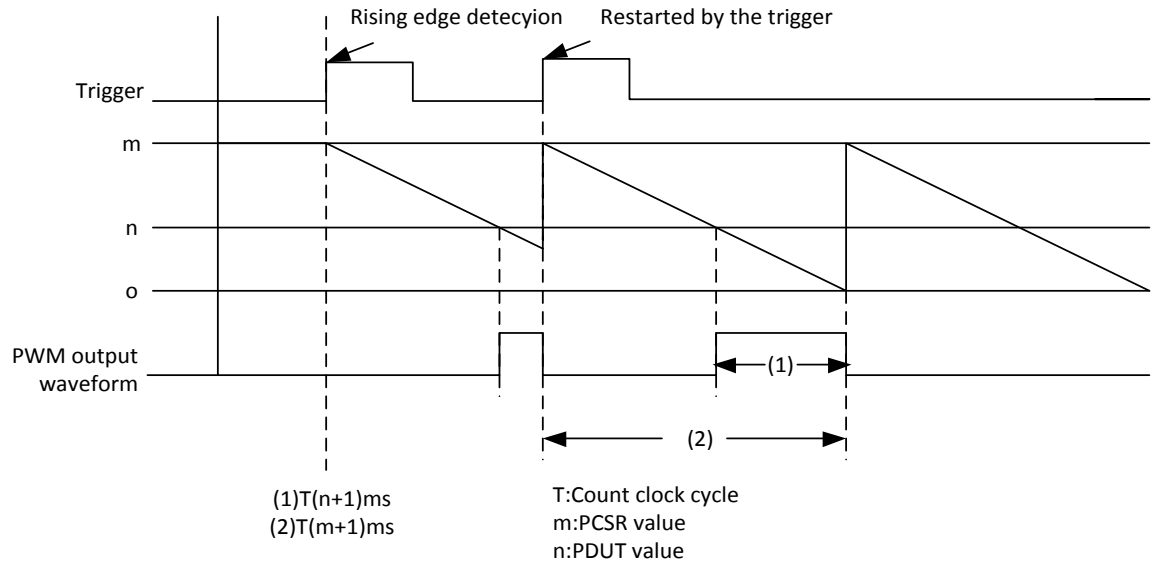 Rising edge detecyion
Restarted by the trigger
Trigger
m
n
o
PWM output
waveform
(1)
(2)
(1)T(n+1)ms
(2)T(m+1)ms
T:Count clock cycle
m:PCSR value
n:PDUT value